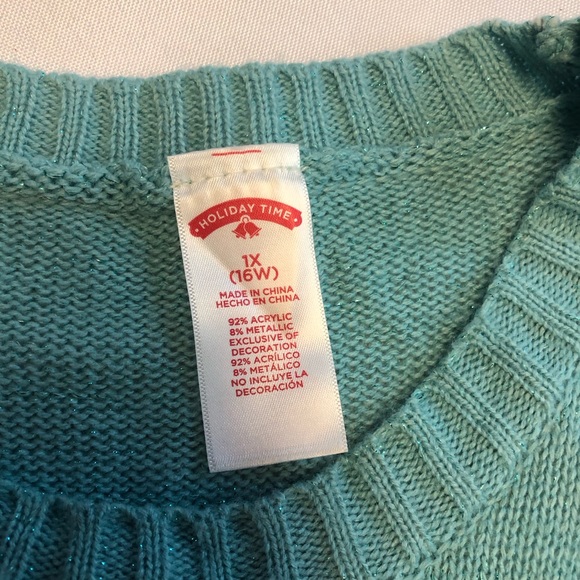 HOLIDAY TIME
1X
(16W)
MADE IN CHINA
HECHO EN CHINA
92% ACRYLIC
8% METALLIC
EXCLUSIVE OF
DECORATION
92% ACRÍLICO
8% METÁLICO
NO INCLUYE LA
DECORACIÓN